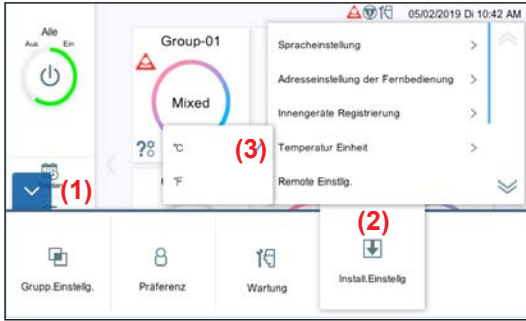 05/02/2019 Di 10:42 AM
Alle
Aus Ein
Group-01
Mixed
Spracheinstellung
Adresseinstellung der Fernbedienung
Innengeräte Registrierung
Temperatur Einheit
Remote Einstlig.
°C
°F
(3)
(1)
(2)
Grupp.Einstellg.
Präferenz
Wartung
Install.Einstellg